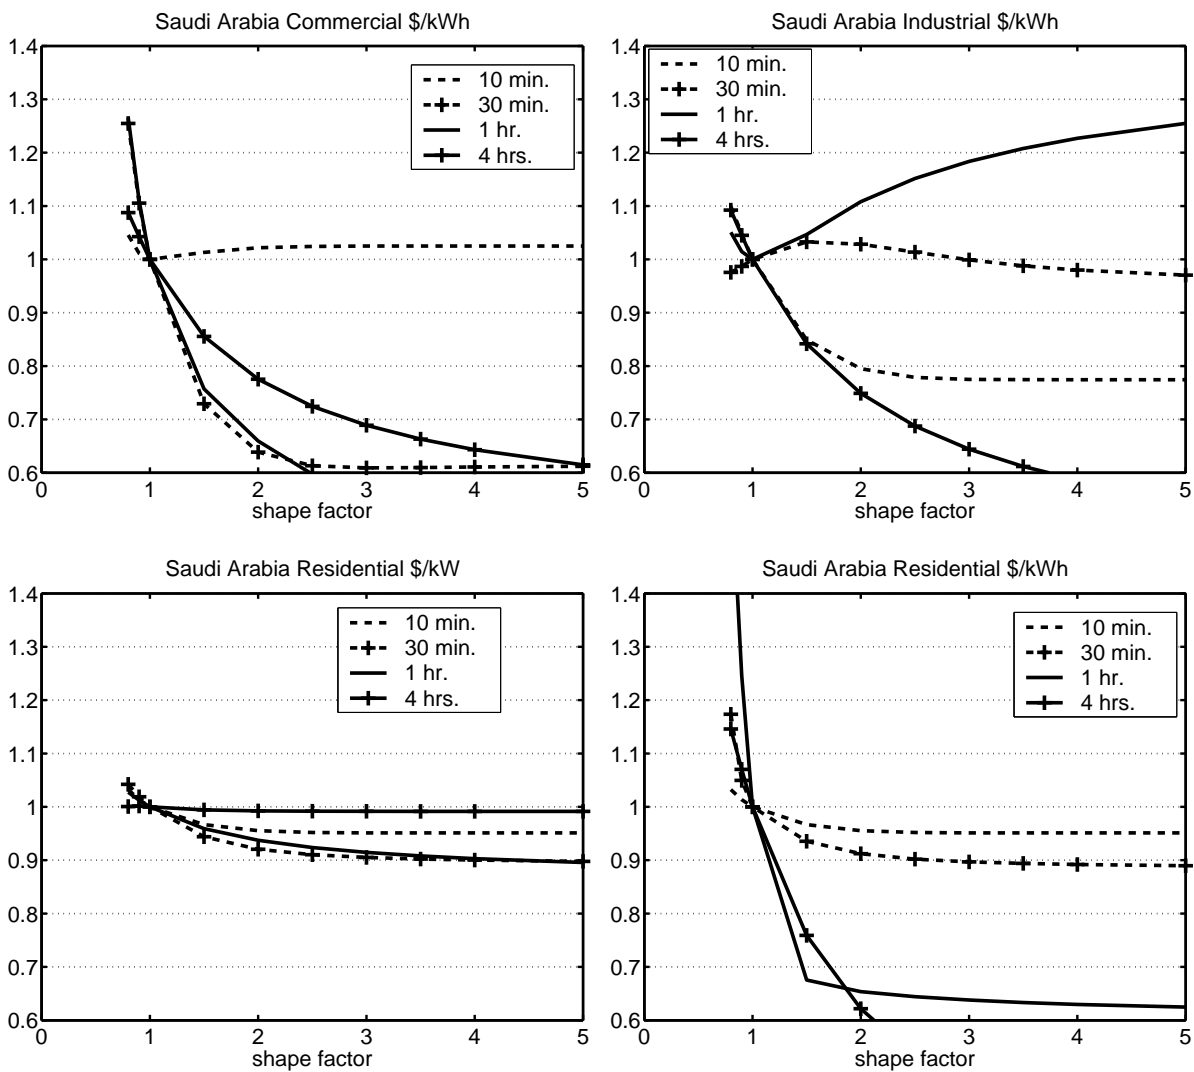 Saudi Arabia Commercial $/kWh
1.4
1.3
1.2
1.1
1
0.9
0.8
0.7
0.6
0 1 2 3 4 5
shape factor
10 min.
30 min.
1 hr.
4 hrs.
Saudi Arabia Industrial $/kWh
1.4
1.3
1.2
1.1
1
0.9
0.8
0.7
0.6
0 1 2 3 4 5
shape factor
10 min.
30 min.
1 hr.
4 hrs.
Saudi Arabia Residential $/kW
1.4
1.3
1.2
1.1
1
0.9
0.8
0.7
0.6
0 1 2 3 4 5
shape factor
10 min.
30 min.
1 hr.
4 hrs.
Saudi Arabia Residential $/kWh
1.4
1.3
1.2
1.1
1
0.9
0.8
0.7
0.6
0 1 2 3 4 5
shape factor
10 min.
30 min.
1 hr.
4 hrs.